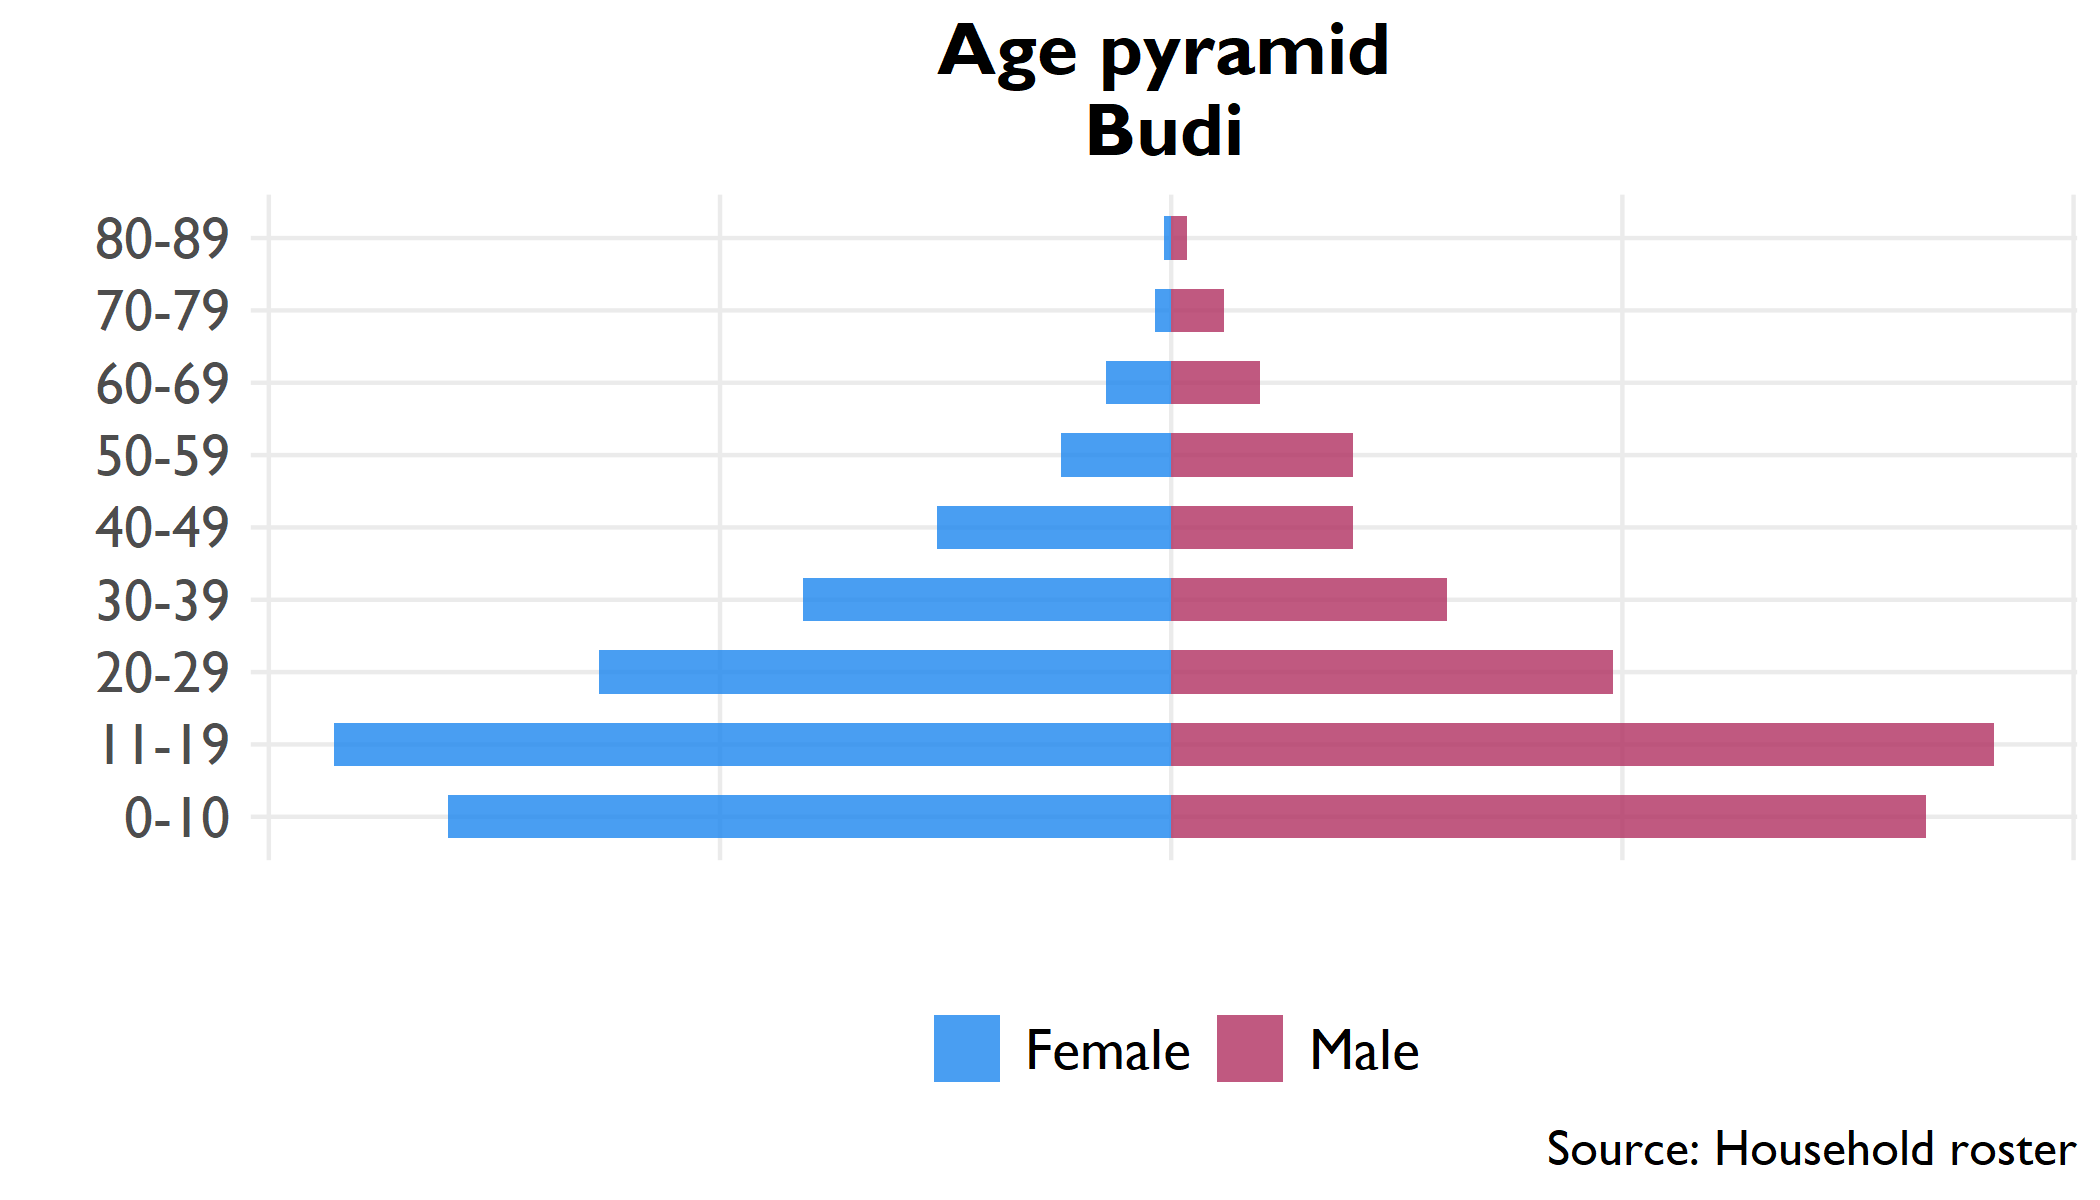 Age pyramid
Budi
80-89
70-79
60-69
50-59
40-49
30-39
20-29
11-19
0-10
Female
Male
Source: Household roster